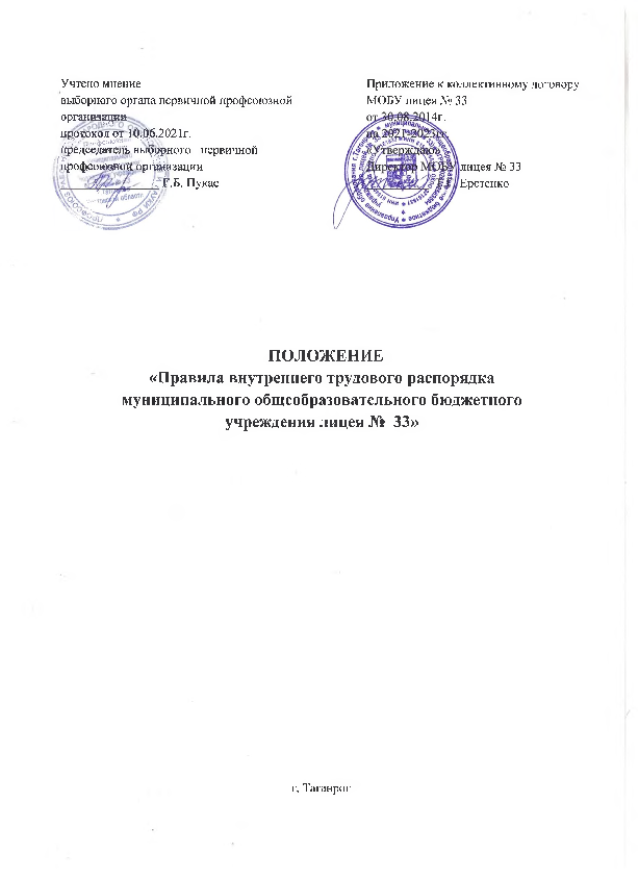 Учтено мнение
выборного органа первичной профсоюзной
организации
протокол от 10.06.2021г.
председатель выборного первичной
профсоюзной организации
Г.Б. Пукас
Приложение к коллективному договору
МОБУ лицея № 33
от 30.08.2014г.
на 2021-2023гг.
«Утверждаю»
Директор МОБУ лицея № 33
ПОЛОЖЕНИЕ
«Правила внутреннего трудового распорядка
муниципального общеобразовательного бюджетного
учреждения лицея № 33»
г. Таганрог